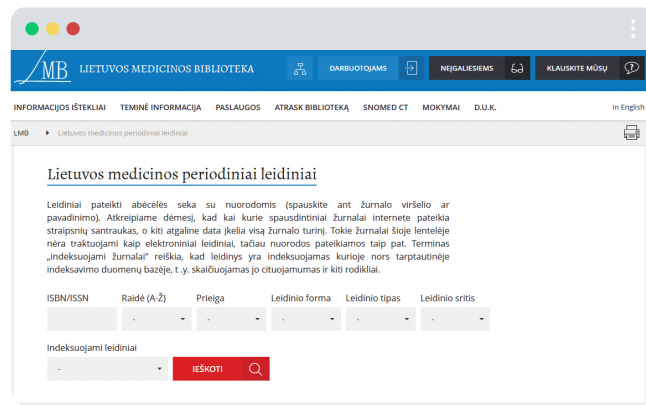 LMB LIETUVOS MEDICINOS BIBLIOTEKA DARBUOTOJAMS NEĮGALIESIEMS KLAUSKITE MŪSŲ
INFORMACIJOS IŠTEKLIAI TEMINĖ INFORMACIJA PASLAUGOS ATRASK BIBLIOTEKĄ SNOMED CT MOKYMAI D.U.K. In English
LMB Lietuvos medicinos periodiniai leidiniai
Lietuvos medicinos periodiniai leidiniai
Leidiniai pateikti abėcėlės seka su nuorodomis (spauskite ant žurnalo viršelio ar
pavadinimo). Atkreipiame dėmesį, kad kai kurie spausdintiniai žurnalai internete pateikia
straipsnių santraukas, o kiti atgaline data įkelia visą žurnalo turinį. Tokie žurnalai šioje lentelėje
nėra traktuojami kaip elektroniniai leidiniai, tačiau nuorodos pateikiamos taip pat. Terminas
„indeksuojami žurnalai" reiškia, kad leidinys yra indeksuojamas kurioje nors tarptautinėje
indeksavimo duomenų bazėje, t .y. skaičiuojamas jo cituojamumas ir kiti rodikliai.
ISBN/ISSN Raidė (A-Ž) Prieiga Leidinio forma Leidinio tipas Leidinio sritis
- - - - -
Indeksuojami leidiniai
- IEŠKOTI